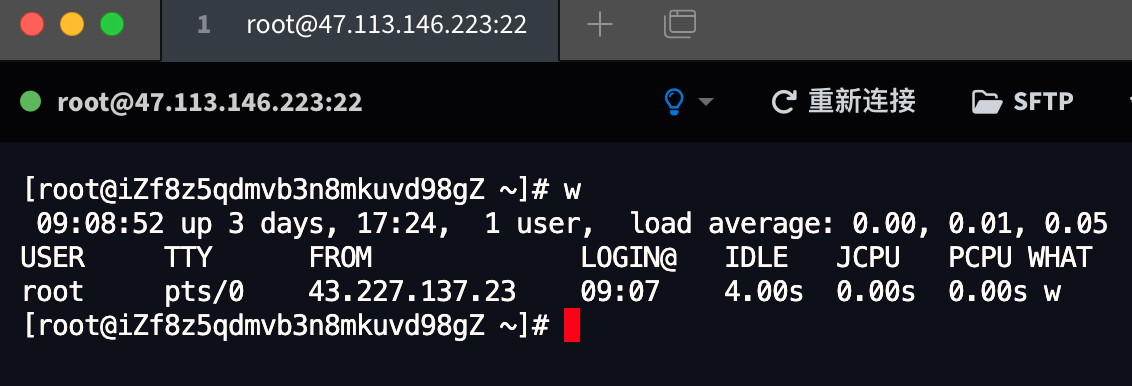 1 root@47.113.146.223:22
root@47.113.146.223:22 重新连接 SFTP
[root@iZf8z5qdmvb3n8mkuvd98gZ ~]# w
09:08:52 up 3 days, 17:24, 1 user, load average: 0.00, 0.01, 0.05
USER TTY FROM LOGIN@ IDLE JCPU PCPU WHAT
root pts/0 43.227.137.23 09:07 4.00s 0.00s 0.00s w
[root@iZf8z5qdmvb3n8mkuvd98gZ ~]#